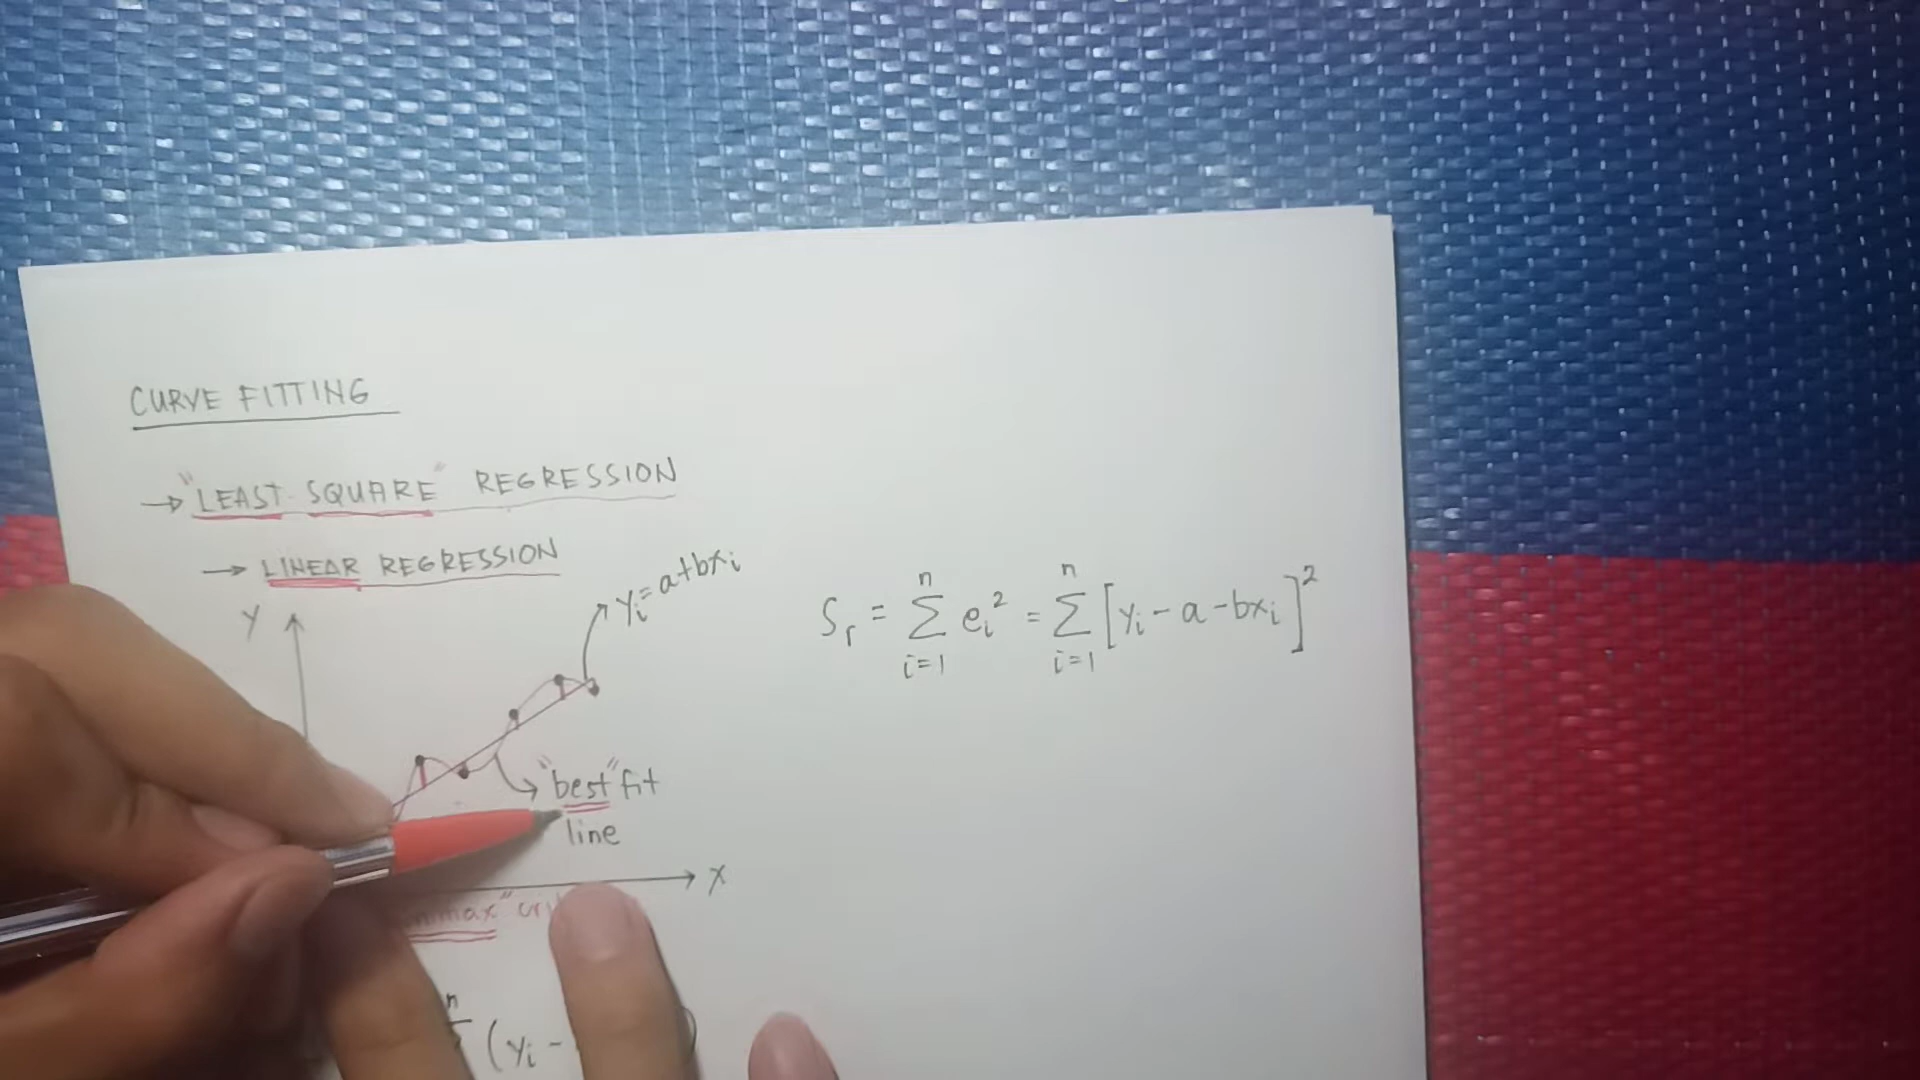 CURVE FITTING
→ "LEAST SQUARE" REGRESSION
→ LINEAR REGRESSION
Y
yi = a+bxi
Sr = Σ ei² = Σ [yi - a - bxi]²
n
i=1
n
i=1
"best" fit
line
X
n
(yi -